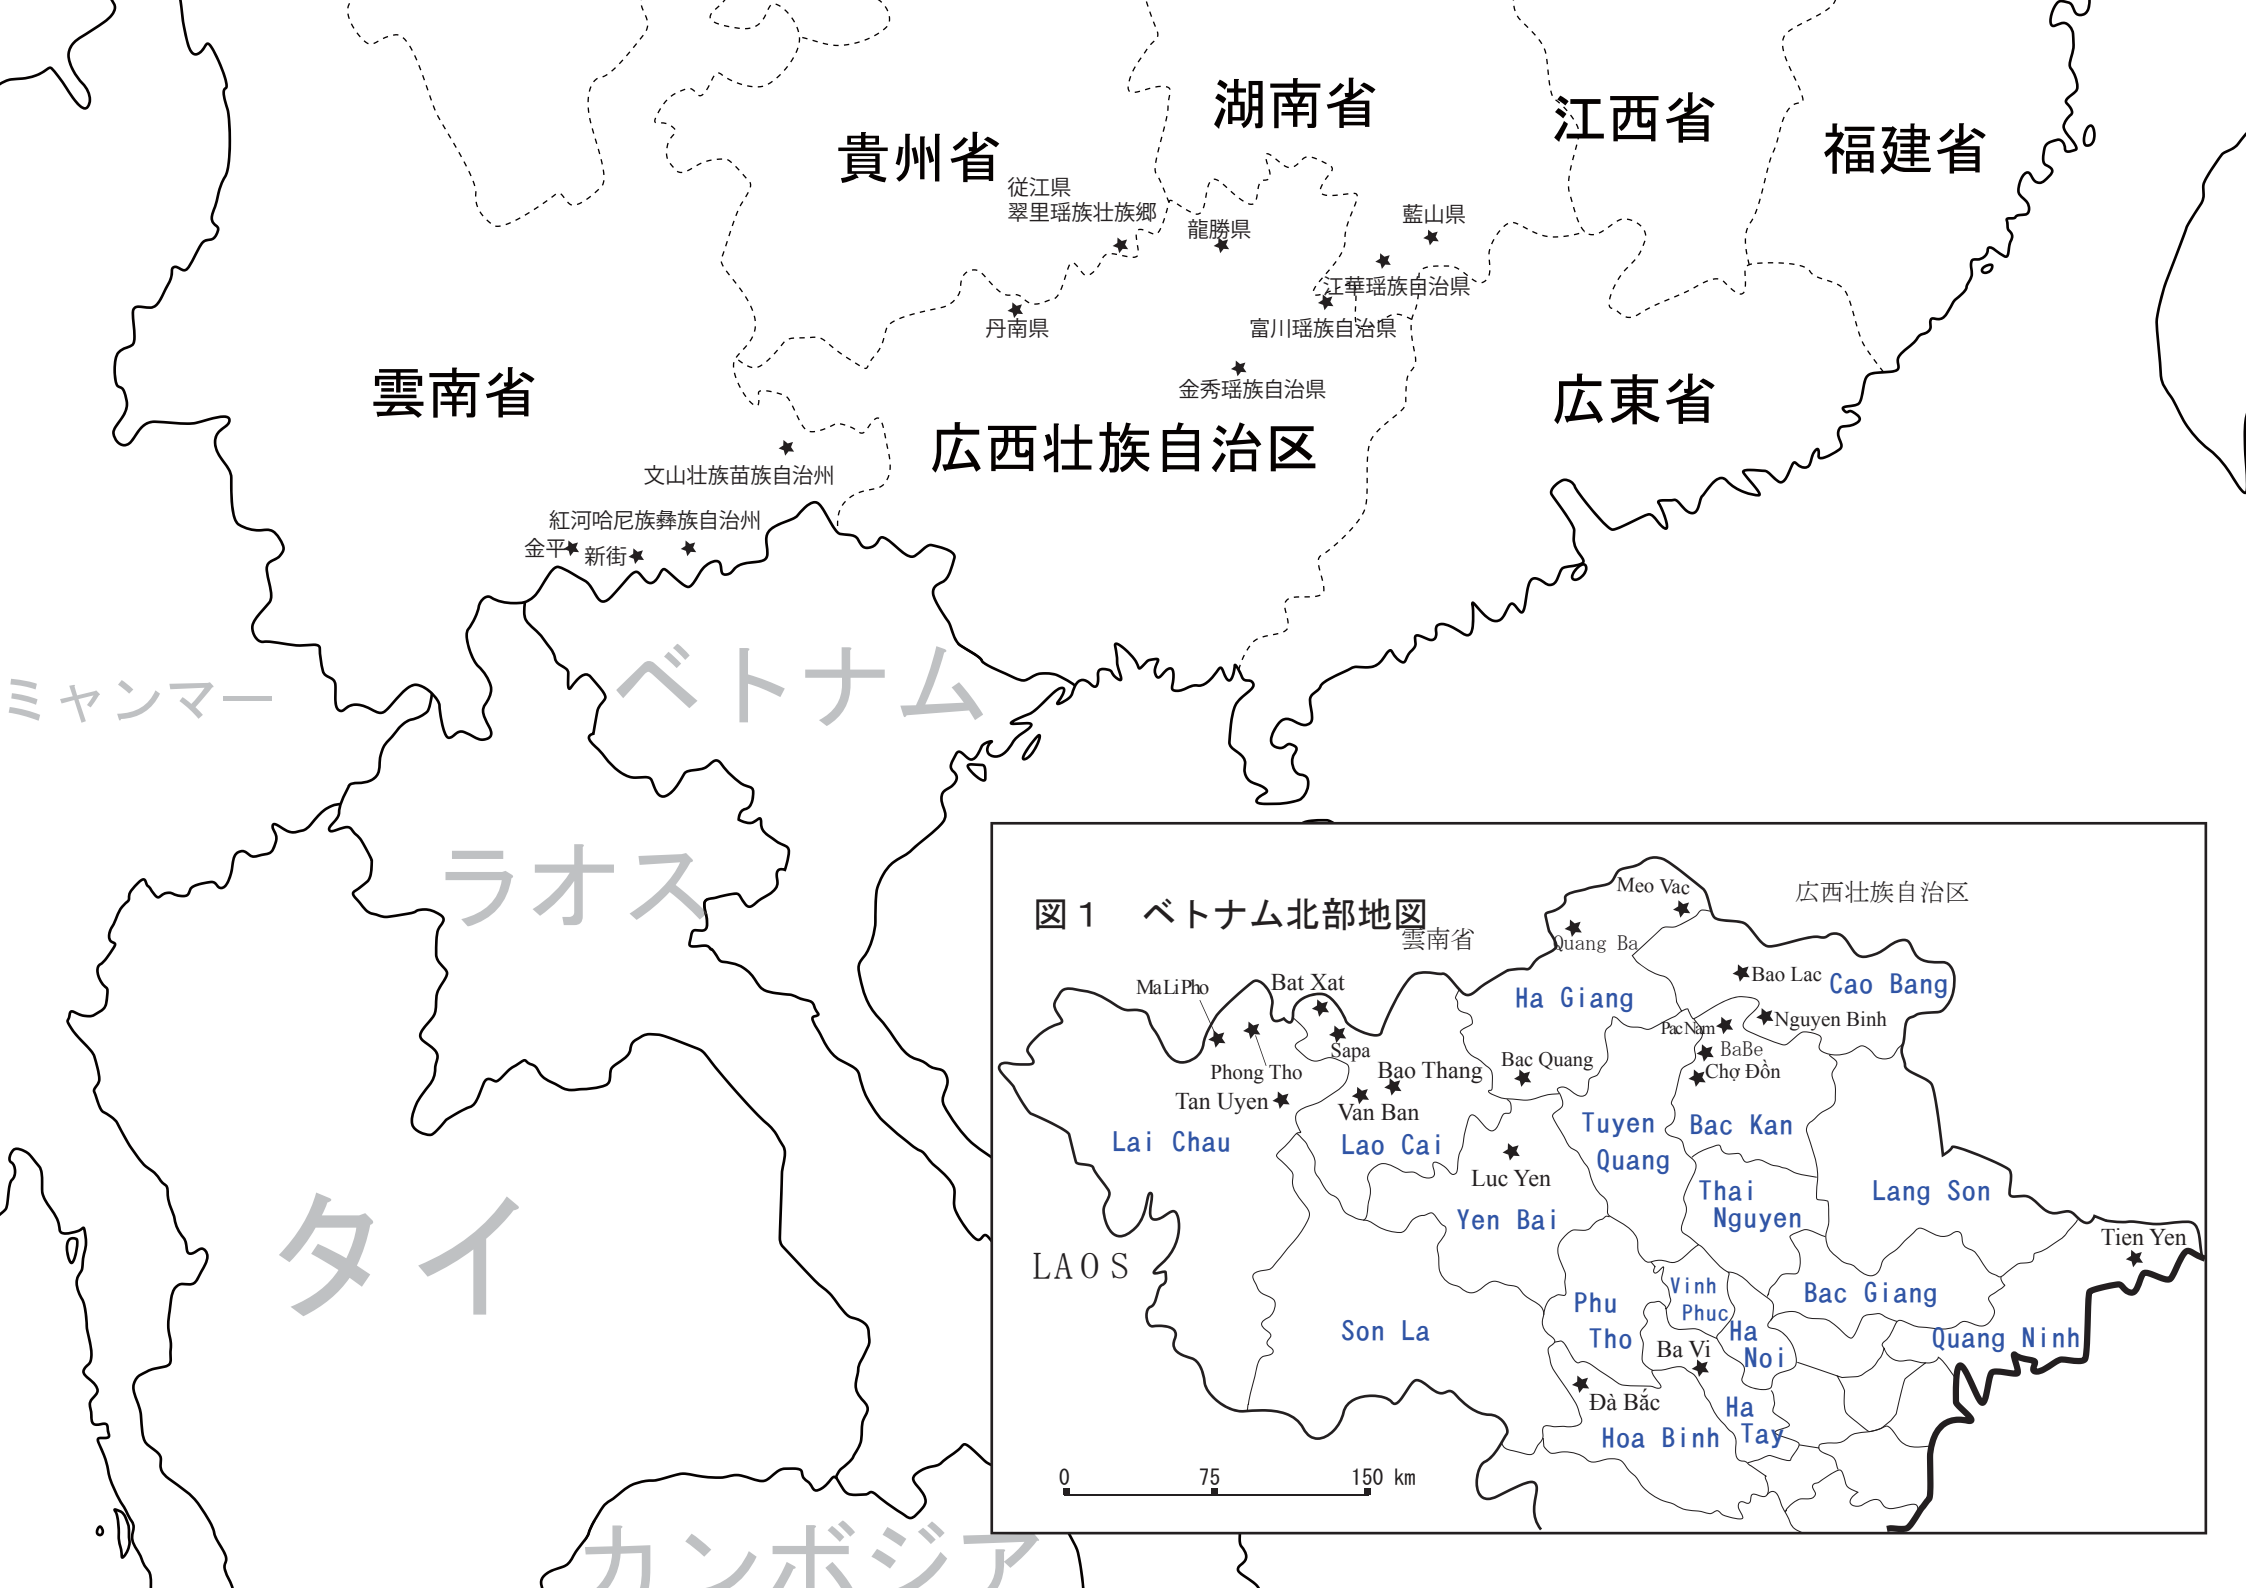 湖南省
江西省
貴州省
福建省
従江県
翠里瑶族壮族郷
龍勝県
藍山県
江華瑶族自治県
丹南県
富川瑶族自治県
雲南省
金秀瑶族自治県
広東省
広西壮族自治区
文山壮族苗族自治州
紅河哈尼族彝族自治州
金平
新街
ベトナム
ミャンマー
ラオス
タイ
カンボジア
図1 ベトナム北部地図
雲南省
広西壮族自治区
Meo Vac
Quang Ba
Bao Lac
Cao Bang
MaLiPho
Bat Xat
Ha Giang
Nguyen Binh
PacNam
Sapa
BaBe
Phong Tho
Bao Thang
Bac Quang
Chợ Đồn
Tan Uyen
Van Ban
Lai Chau
Lao Cai
Tuyen
Quang
Bac Kan
Luc Yen
Thai
Nguyen
Lang Son
Yen Bai
Tien Yen
LAOS
Vinh
Phuc
Bac Giang
Phu
Tho
Son La
Ha
Noi
Quang Ninh
Ba Vi
Đà Bắc
Ha
Tay
Hoa Binh
0 75 150 km